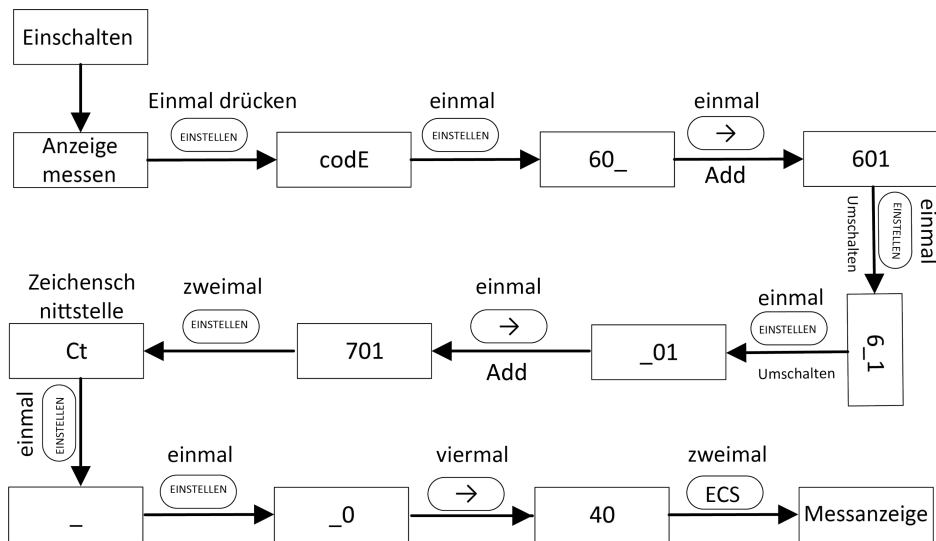 Einschalten
Einmal drücken
EINSTELLEN
einmal
EINSTELLEN
einmal
→
Anzeige
messen
codE
60_
Add
601
Umschalten
EINSTELLEN
einmal
Zeichensch
nittstelle
zweimal
EINSTELLEN
einmal
→
einmal
EINSTELLEN
6_1
Ct
701
Add
_01
Umschalten
einmal
EINSTELLEN
einmal
EINSTELLEN
viermal
→
zweimal
ECS
_
_0
40
Messanzeige